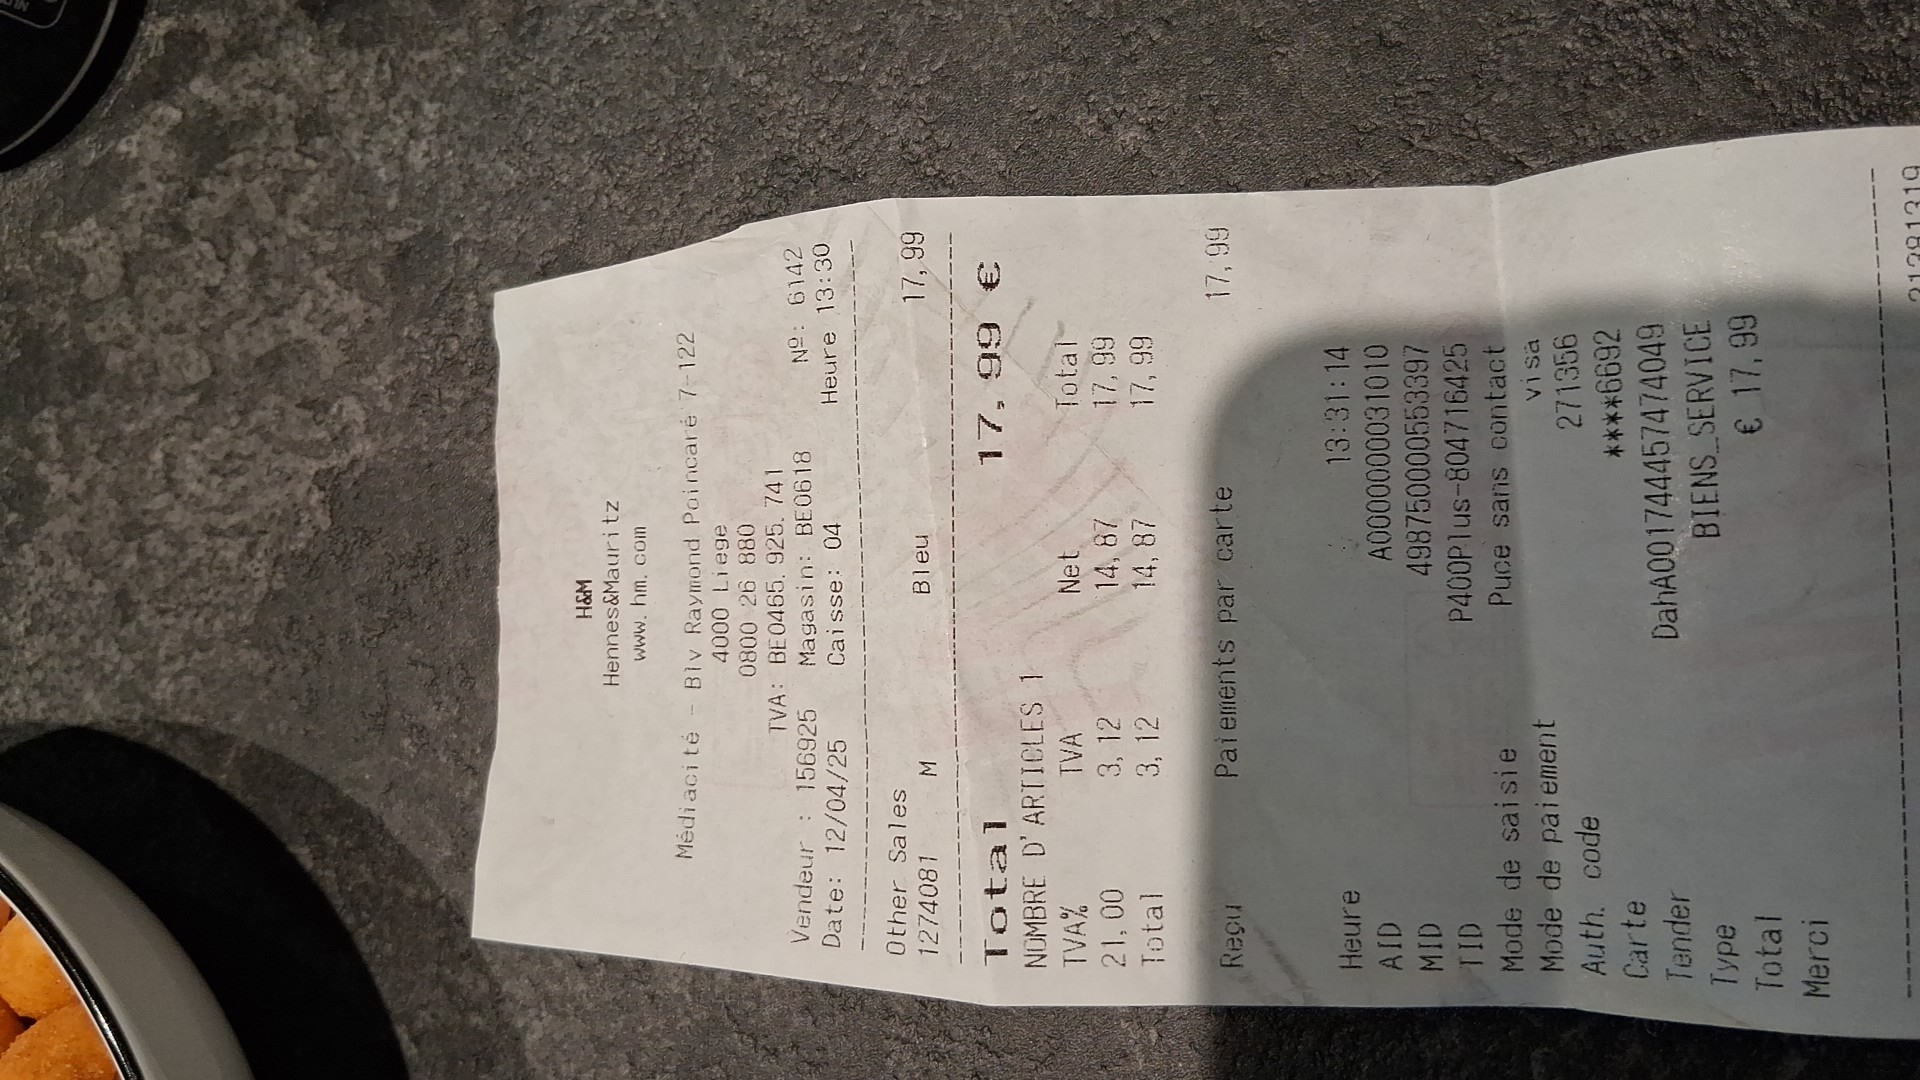 H&M
Hennes&Mauritz
www.hm.com
Médiacité - Blv Raymond Poincaré 7-122
4000 Liege
0800 26 880
TVA: BE0465.925.741
Vendeur : 156925 Magasin: BE0618 Nº: 6142
Date: 12/04/25 Caisse: 04 Heure 13:30
Other Sales
1274081 M Bleu 17,99
Total 17,99 €
NOMBRE D'ARTICLES 1
TVA% TVA Net Total
21,00 3,12 14,87 17,99
Total 3,12 14,87 17,99
Reçu Paiements par carte 17,99
Heure 13:31:14
AID A0000000031010
MID 498750000553397
TID P400Plus-804716425
Mode de saisie Puce sans contact
Mode de paiement visa
Auth. code 271356
Carte ****6692
Tender DahA001744457474049
Type BIENS_SERVICE
Total € 17,99
Merci